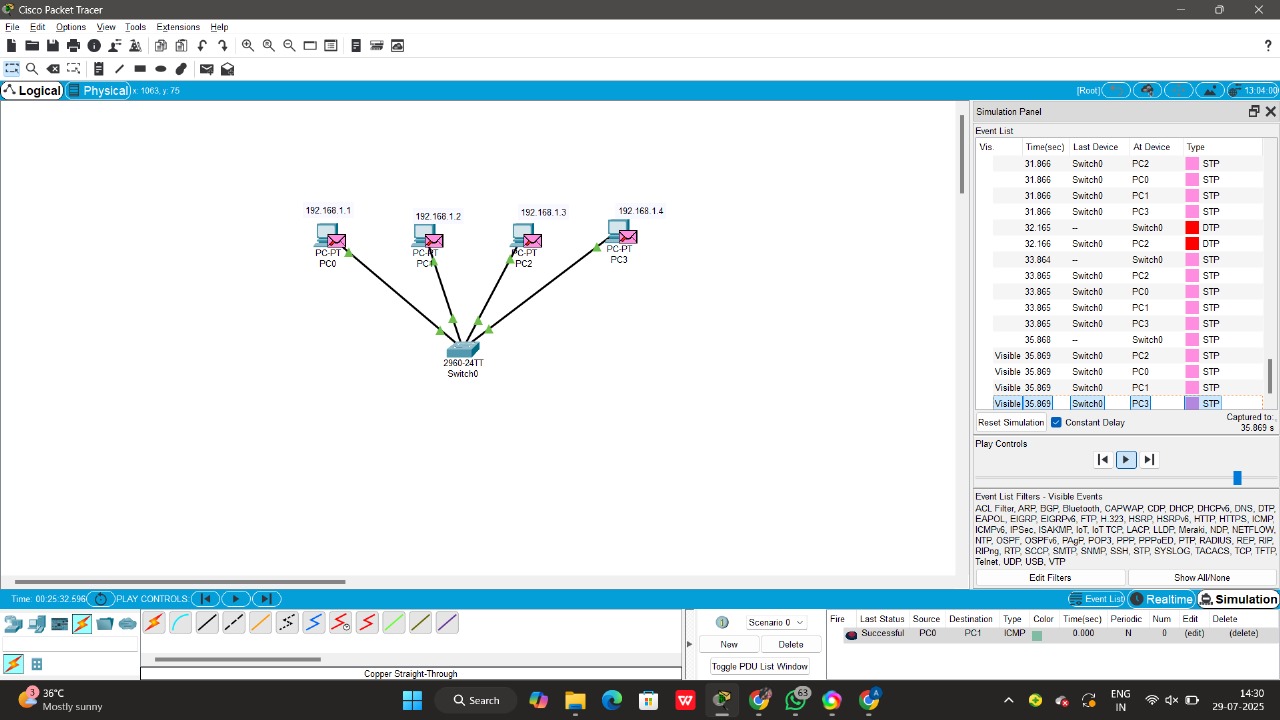 Cisco Packet Tracer
File Edit Options View Tools Extensions Help
?
Logical Physical x: 1063, y: 75 [Root] 13:04:00
Simulation Panel
Event List
Vis. Time(sec) Last Device At Device Type
31.866 Switch0 PC2 STP
31.866 Switch0 PC0 STP
31.866 Switch0 PC1 STP
31.866 Switch0 PC3 STP
32.165 -- Switch0 DTP
32.166 Switch0 PC2 DTP
33.864 -- Switch0 STP
33.865 Switch0 PC2 STP
33.865 Switch0 PC0 STP
33.865 Switch0 PC1 STP
33.865 Switch0 PC3 STP
35.868 -- Switch0 STP
Visible 35.869 Switch0 PC2 STP
Visible 35.869 Switch0 PC0 STP
Visible 35.869 Switch0 PC1 STP
Visible 35.869 Switch0 PC3 STP
Reset Simulation Constant Delay Captured to:
35.869 s
Play Controls
Event List Filters - Visible Events
ACL Filter, ARP, BGP, Bluetooth, CAPWAP, CDP, DHCP, DHCPv6, DNS, DTP,
EAPOL, EIGRP, EIGRPv6, FTP, H.323, HSRP, HSRPv6, HTTP, HTTPS, ICMP,
ICMPv6, IPSec, ISAKMP, IoT, IoT TCP, LACP, LLDP, Meraki, NDP, NETFLOW,
NTP, OSPF, OSPFv6, PAgP, POP3, PPP, PPPoED, PTP, RADIUS, REP, RIP,
RIPng, RTP, SCCP, SMTP, SNMP, SSH, STP, SYSLOG, TACACS, TCP, TFTP,
Telnet, UDP, USB, VTP
Edit Filters Show All/None
192.168.1.1 192.168.1.2 192.168.1.3 192.168.1.4
PC-PT
PC0
PC-PT
PC1
PC-PT
PC2
PC-PT
PC3
2960-24TT
Switch0
Time: 00:25:32.596 PLAY CONTROLS: Event List Realtime Simulation
Copper Straight-Through
Scenario 0
New Delete
Toggle PDU List Window
Fire Last Status Source Destination Type Color Time(sec) Periodic Num Edit Delete
Successful PC0 PC1 ICMP 0.000 N 0 (edit) (delete)
3
36°C
Mostly sunny
Search
63
A
ENG
IN
14:30
29-07-2025